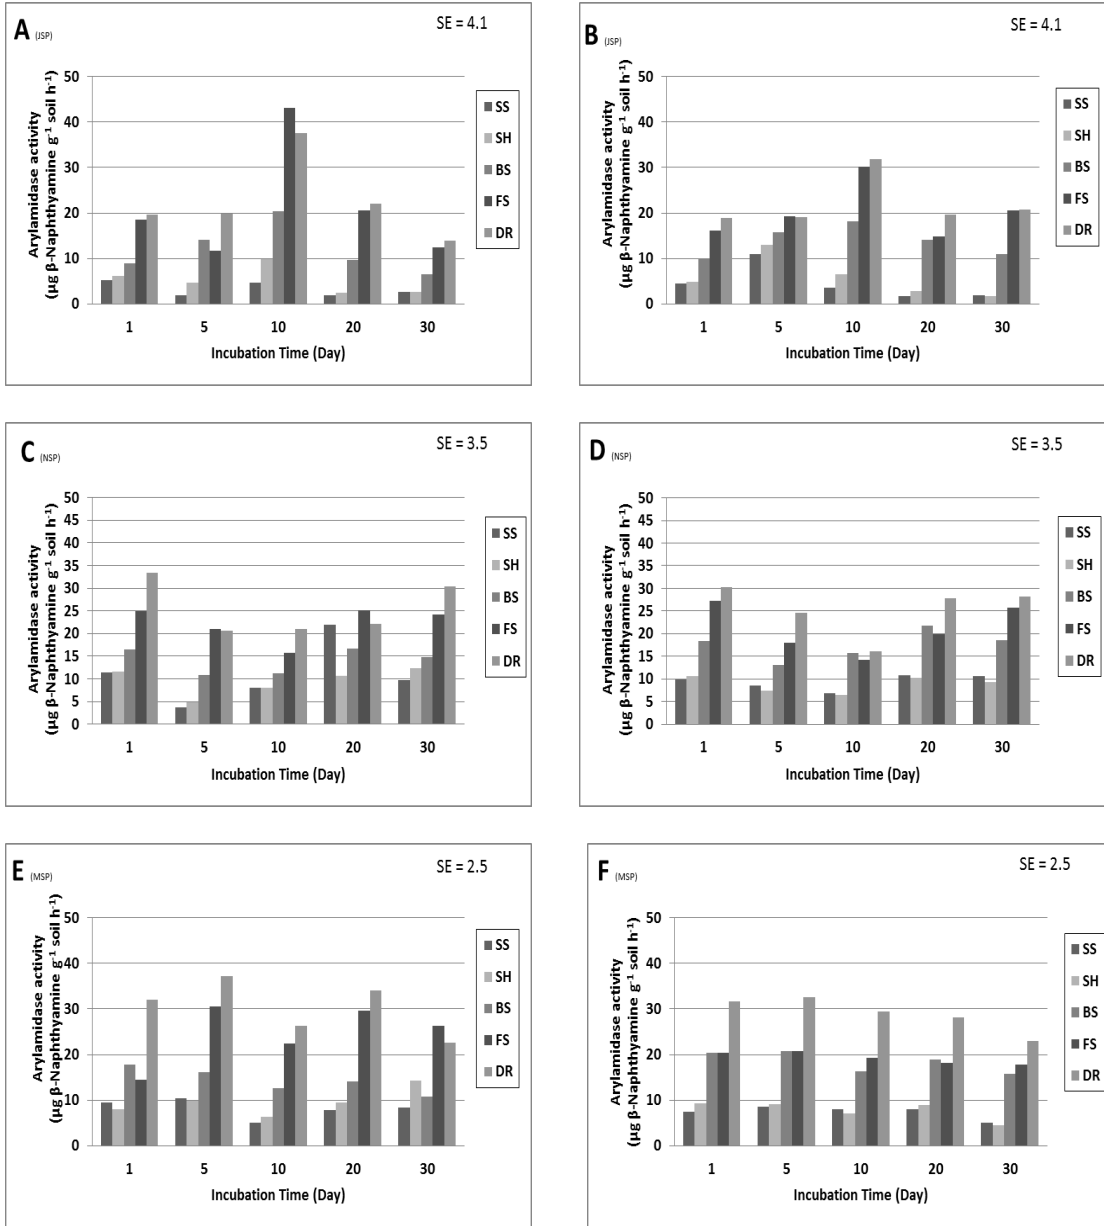 A (JSP)
SE = 4.1
Arylamidase activity
(µg β-Naphthyamine g⁻¹ soil h⁻¹)
50
40
30
20
10
0
1 5 10 20 30
Incubation Time (Day)
SS
SH
BS
FS
DR
B (JSP)
SE = 4.1
Arylamidase activity
(µg β-Naphthyamine g⁻¹ soil h⁻¹)
50
40
30
20
10
0
1 5 10 20 30
Incubation Time (Day)
SS
SH
BS
FS
DR
C (NSP)
SE = 3.5
Arylamidase activity
(µg β-Naphthyamine g⁻¹ soil h⁻¹)
50
45
40
35
30
25
20
15
10
5
0
1 5 10 20 30
Incubation Time (Day)
SS
SH
BS
FS
DR
D (NSP)
SE = 3.5
Arylamidase activity
(µg β-Naphthyamine g⁻¹ soil h⁻¹)
50
45
40
35
30
25
20
15
10
5
0
1 5 10 20 30
Incubation Time (Day)
SS
SH
BS
FS
DR
E (MSP)
SE = 2.5
Arylamidase activity
(µg β-Naphthyamine g⁻¹ soil h⁻¹)
50
40
30
20
10
0
1 5 10 20 30
Incubation Time (Day)
SS
SH
BS
FS
DR
F (MSP)
SE = 2.5
Arylamidase activity
(µg β-Naphthyamine g⁻¹ soil h⁻¹)
50
40
30
20
10
0
1 5 10 20 30
Incubation Time (Day)
SS
SH
BS
FS
DR